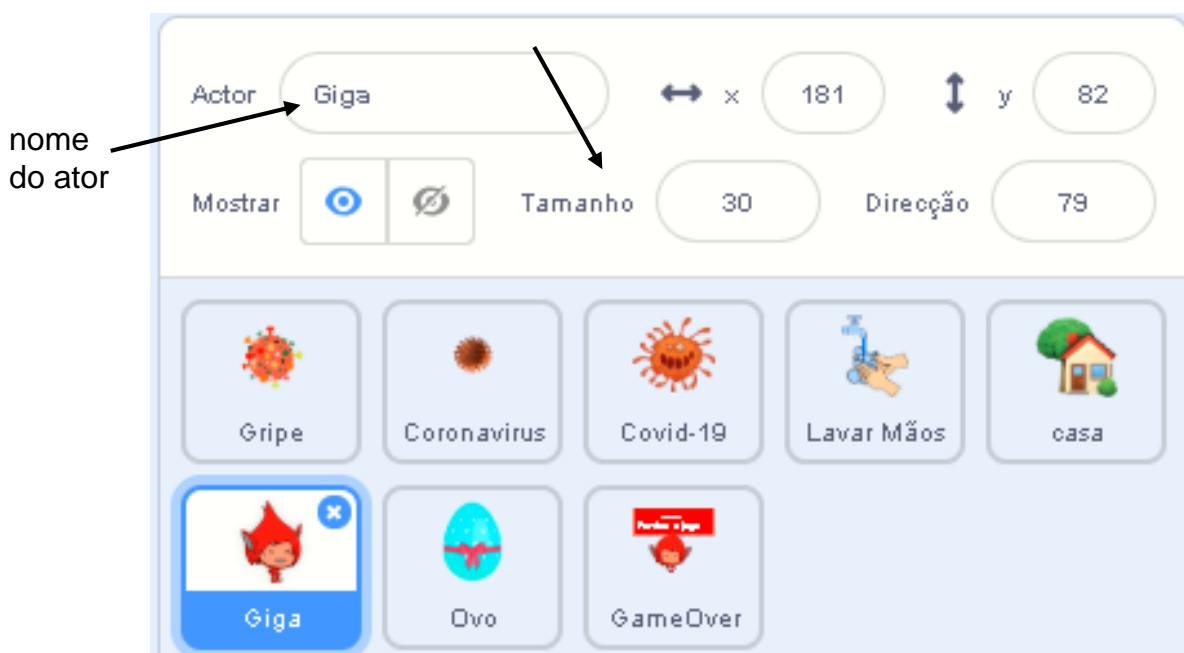 Actor Giga x 181 y 82
nome
do ator
Mostrar Tamanho 30 Direcção 79
Gripe Coronavirus Covid-19 Lavar Mãos casa
Giga Ovo GameOver